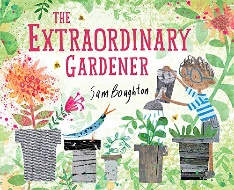 THE
EXTRAORDINARY
GARDENER
Sam Boughton